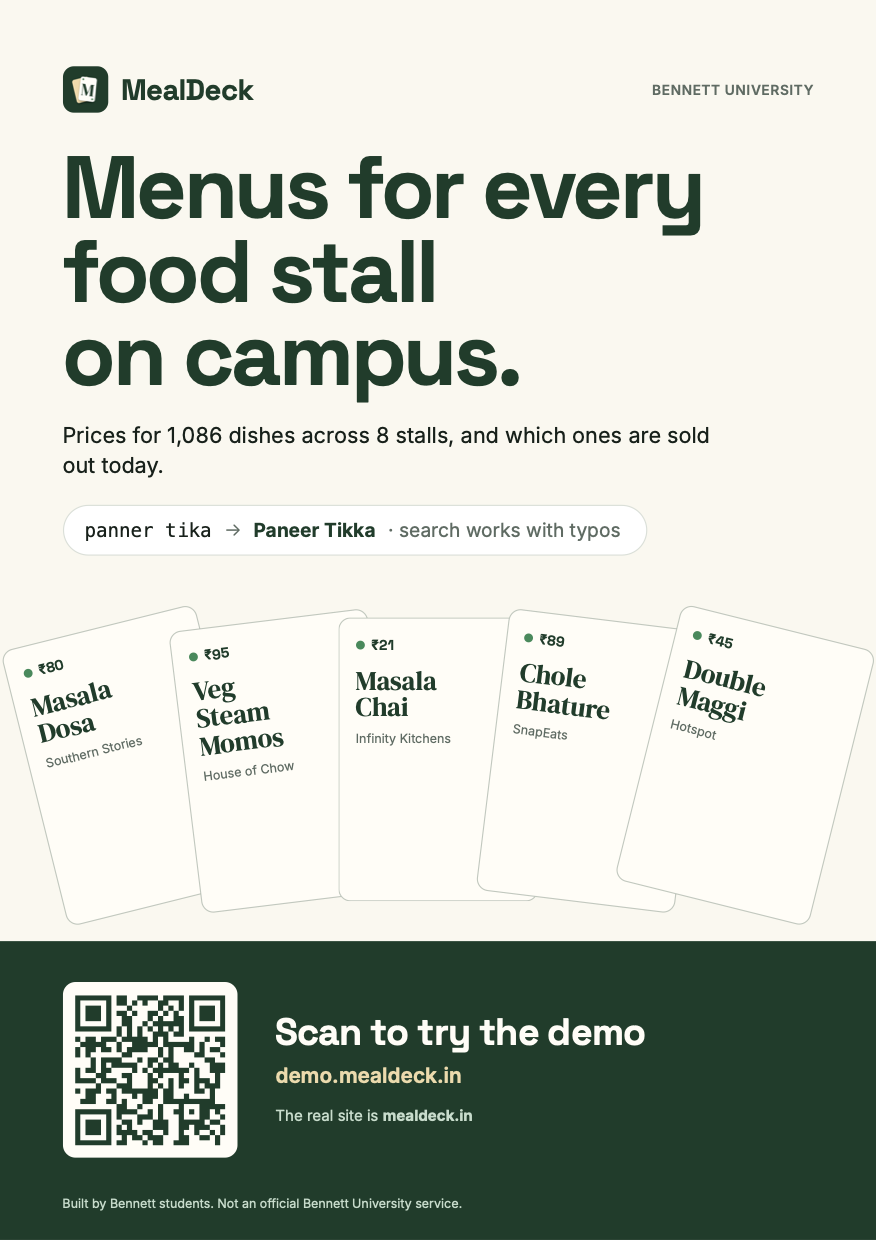 M
MealDeck
BENNETT UNIVERSITY
Menus for every
food stall
on campus.
Prices for 1,086 dishes across 8 stalls, and which ones are sold
out today.
panner tika → Paneer Tikka · search works with typos
₹80
Masala
Dosa
Southern Stories
₹95
Veg
Steam
Momos
House of Chow
₹21
Masala
Chai
Infinity Kitchens
₹89
Chole
Bhature
SnapEats
₹45
Double
Maggi
Hotspot
Scan to try the demo
demo.mealdeck.in
The real site is mealdeck.in
Built by Bennett students. Not an official Bennett University service.